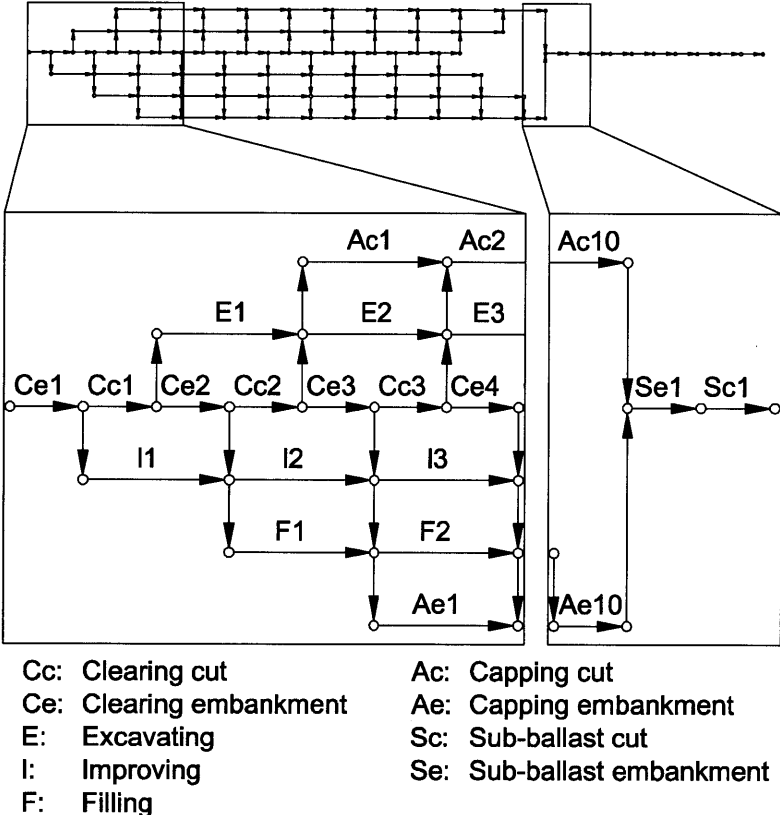 Ac1 Ac2 Ac10
E1 E2 E3
Ce1 Cc1 Ce2 Cc2 Ce3 Cc3 Ce4 Se1 Sc1
I1 I2 I3
F1 F2
Ae1 Ae10
Cc: Clearing cut
Ce: Clearing embankment
E: Excavating
I: Improving
F: Filling
Ac: Capping cut
Ae: Capping embankment
Sc: Sub-ballast cut
Se: Sub-ballast embankment